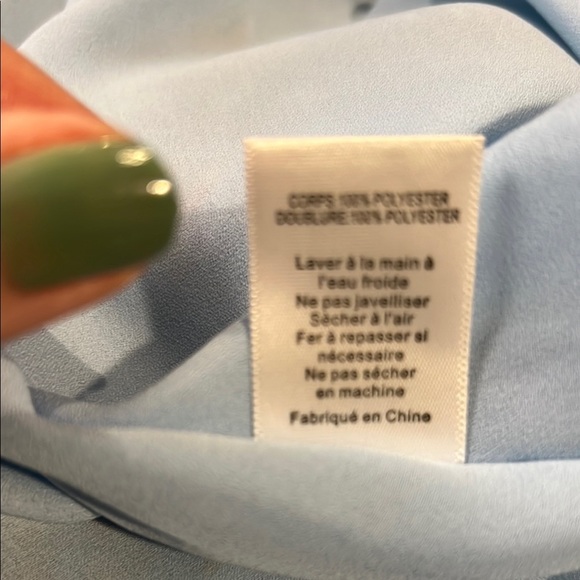 CORPS:100% POLYESTER
DOUBLURE:100% POLYESTER
Laver à la main à
l'eau froide
Ne pas javelliser
Sécher à l'air
Fer à repasser si
nécessaire
Ne pas sécher
en machine
Fabriqué en Chine